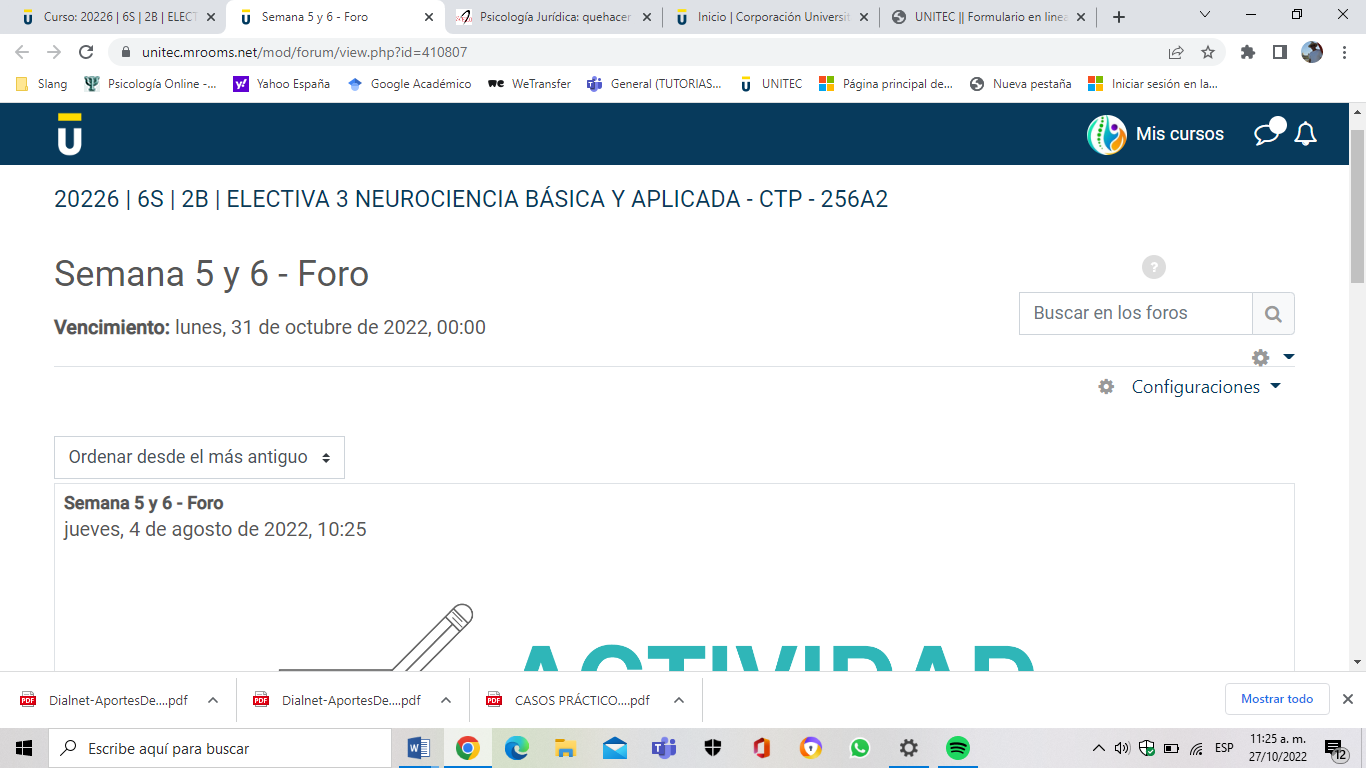 Curso: 20226 | 6S | 2B | ELECT
Semana 5 y 6 - Foro
Psicología Jurídica: quehacer
Inicio | Corporación Universit
UNITEC || Formulario en linea
unitec.mrooms.net/mod/forum/view.php?id=410807
Slang
Psicología Online -...
Yahoo España
Google Académico
WeTransfer
General (TUTORIAS...
UNITEC
Página principal de...
Nueva pestaña
Iniciar sesión en la...
Mis cursos
20226 | 6S | 2B | ELECTIVA 3 NEUROCIENCIA BÁSICA Y APLICADA - CTP - 256A2
Semana 5 y 6 - Foro
Vencimiento: lunes, 31 de octubre de 2022, 00:00
Buscar en los foros
Configuraciones
Ordenar desde el más antiguo
Semana 5 y 6 - Foro
jueves, 4 de agosto de 2022, 10:25
ACTIVIDAD
Dialnet-AportesDe....pdf
Dialnet-AportesDe....pdf
CASOS PRÁCTICO....pdf
Mostrar todo
Escribe aquí para buscar
ESP
11:25 a. m.
27/10/2022
12